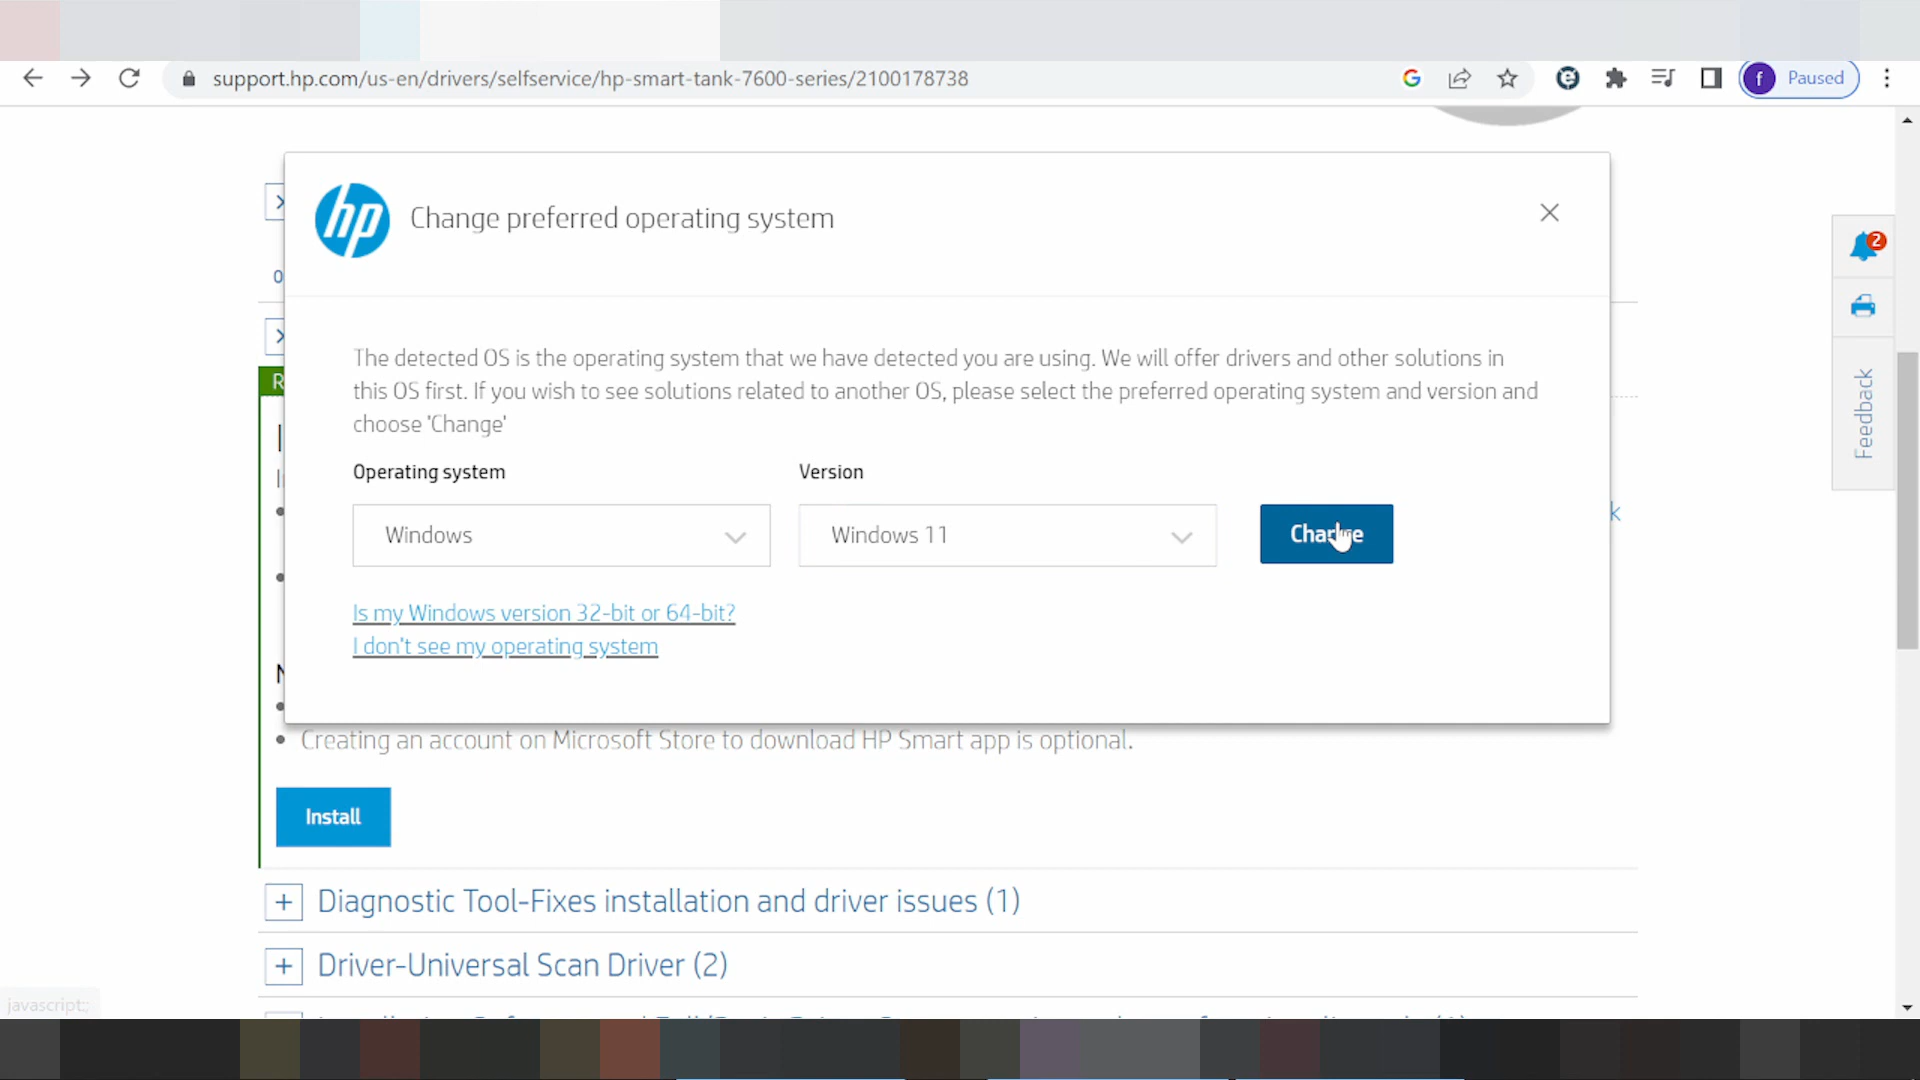 support.hp.com/us-en/drivers/selfservice/hp-smart-tank-7600-series/2100178738
f Paused
hp Change preferred operating system
2
The detected OS is the operating system that we have detected you are using. We will offer drivers and other solutions in
this OS first. If you wish to see solutions related to another OS, please select the preferred operating system and version and
choose 'Change'
Feedback
Operating system
Version
Windows
Windows 11
Change
Is my Windows version 32-bit or 64-bit?
I don't see my operating system
Creating an account on Microsoft Store to download HP Smart app is optional.
Install
Diagnostic Tool-Fixes installation and driver issues (1)
Driver-Universal Scan Driver (2)
javascript:;